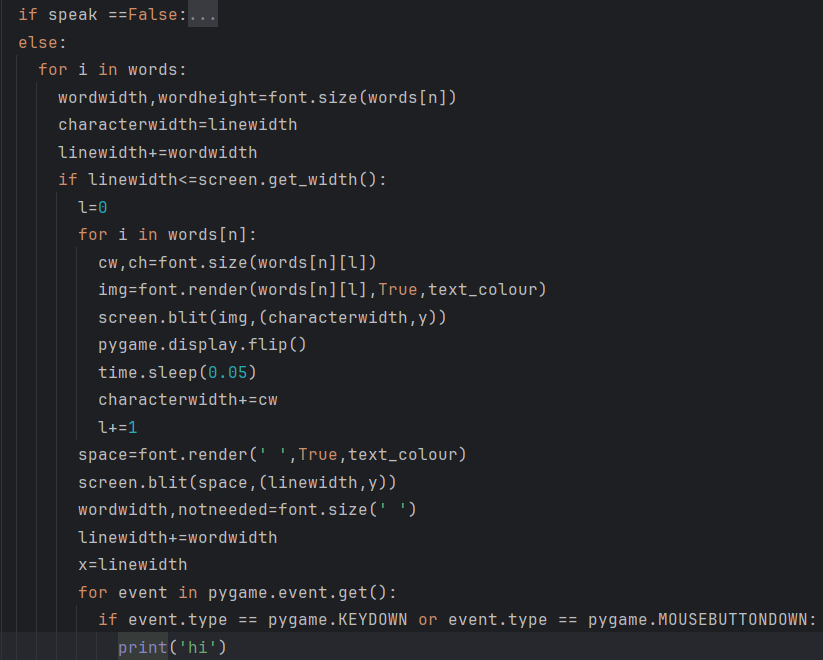 if speak ==False:...
else:
  for i in words:
    wordwidth,wordheight=font.size(words[n])
    characterwidth=linewidth
    linewidth+=wordwidth
    if linewidth<=screen.get_width():
      l=0
      for i in words[n]:
        cw,ch=font.size(words[n][l])
        img=font.render(words[n][l],True,text_colour)
        screen.blit(img,(characterwidth,y))
        pygame.display.flip()
        time.sleep(0.05)
        characterwidth+=cw
        l+=1
      space=font.render(' ',True,text_colour)
      screen.blit(space,(linewidth,y))
      wordwidth,notneeded=font.size(' ')
      linewidth+=wordwidth
      x=linewidth
      for event in pygame.event.get():
        if event.type == pygame.KEYDOWN or event.type == pygame.MOUSEBUTTONDOWN:
          print('hi')